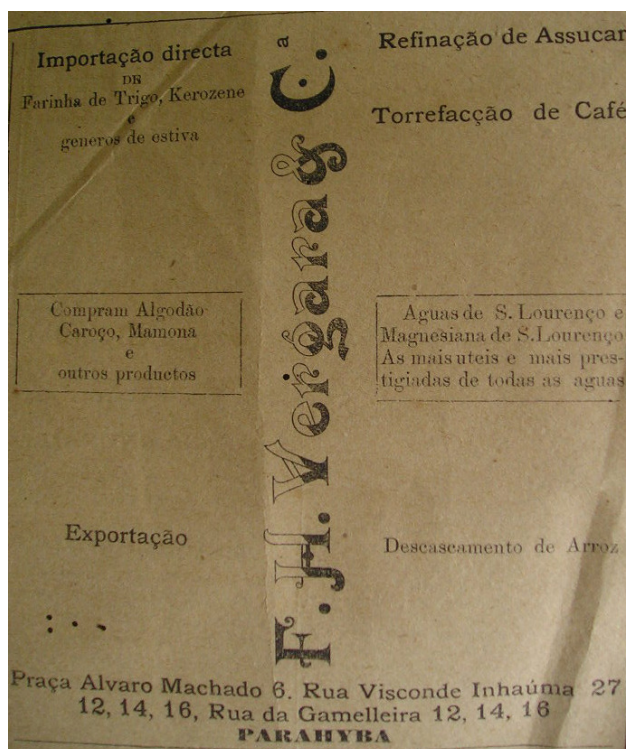 Importação directa
DE
Farinha de Trigo, Kerozene
e
generos de estiva
Compram Algodão
Caroço, Mamona
e
outros productos
Exportação
F. H. Vergara & C.ª
Refinação de Assucar
Torrefacção de Café
Aguas de S. Lourenço e
Magnesiana de S. Lourenço
As mais uteis e mais pres-
tigiadas de todas as aguas
Descascamento de Arroz
Praça Alvaro Machado 6. Rua Visconde Inhaúma 27
12, 14, 16, Rua da Gamelleira 12, 14, 16
PARAHYBA